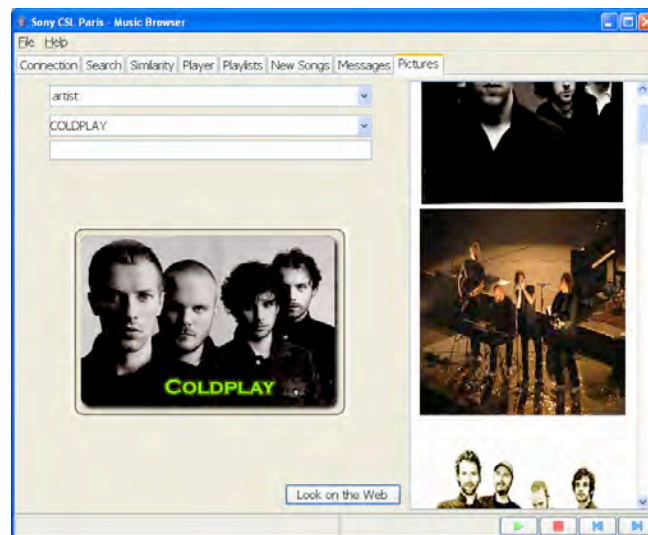 Sony CSL Paris - Music Browser
File Help
Connection Search Similarity Player Playlists New Songs Messages Pictures
artist
COLDPLAY
COLDPLAY
Look on the Web